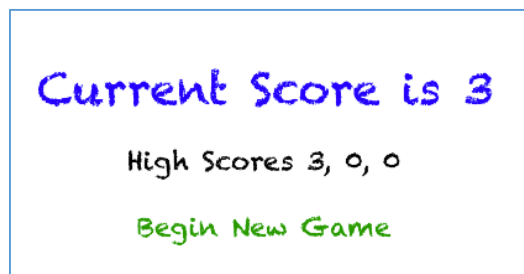 Current Score is 3
High Scores 3, 0, 0
Begin New Game